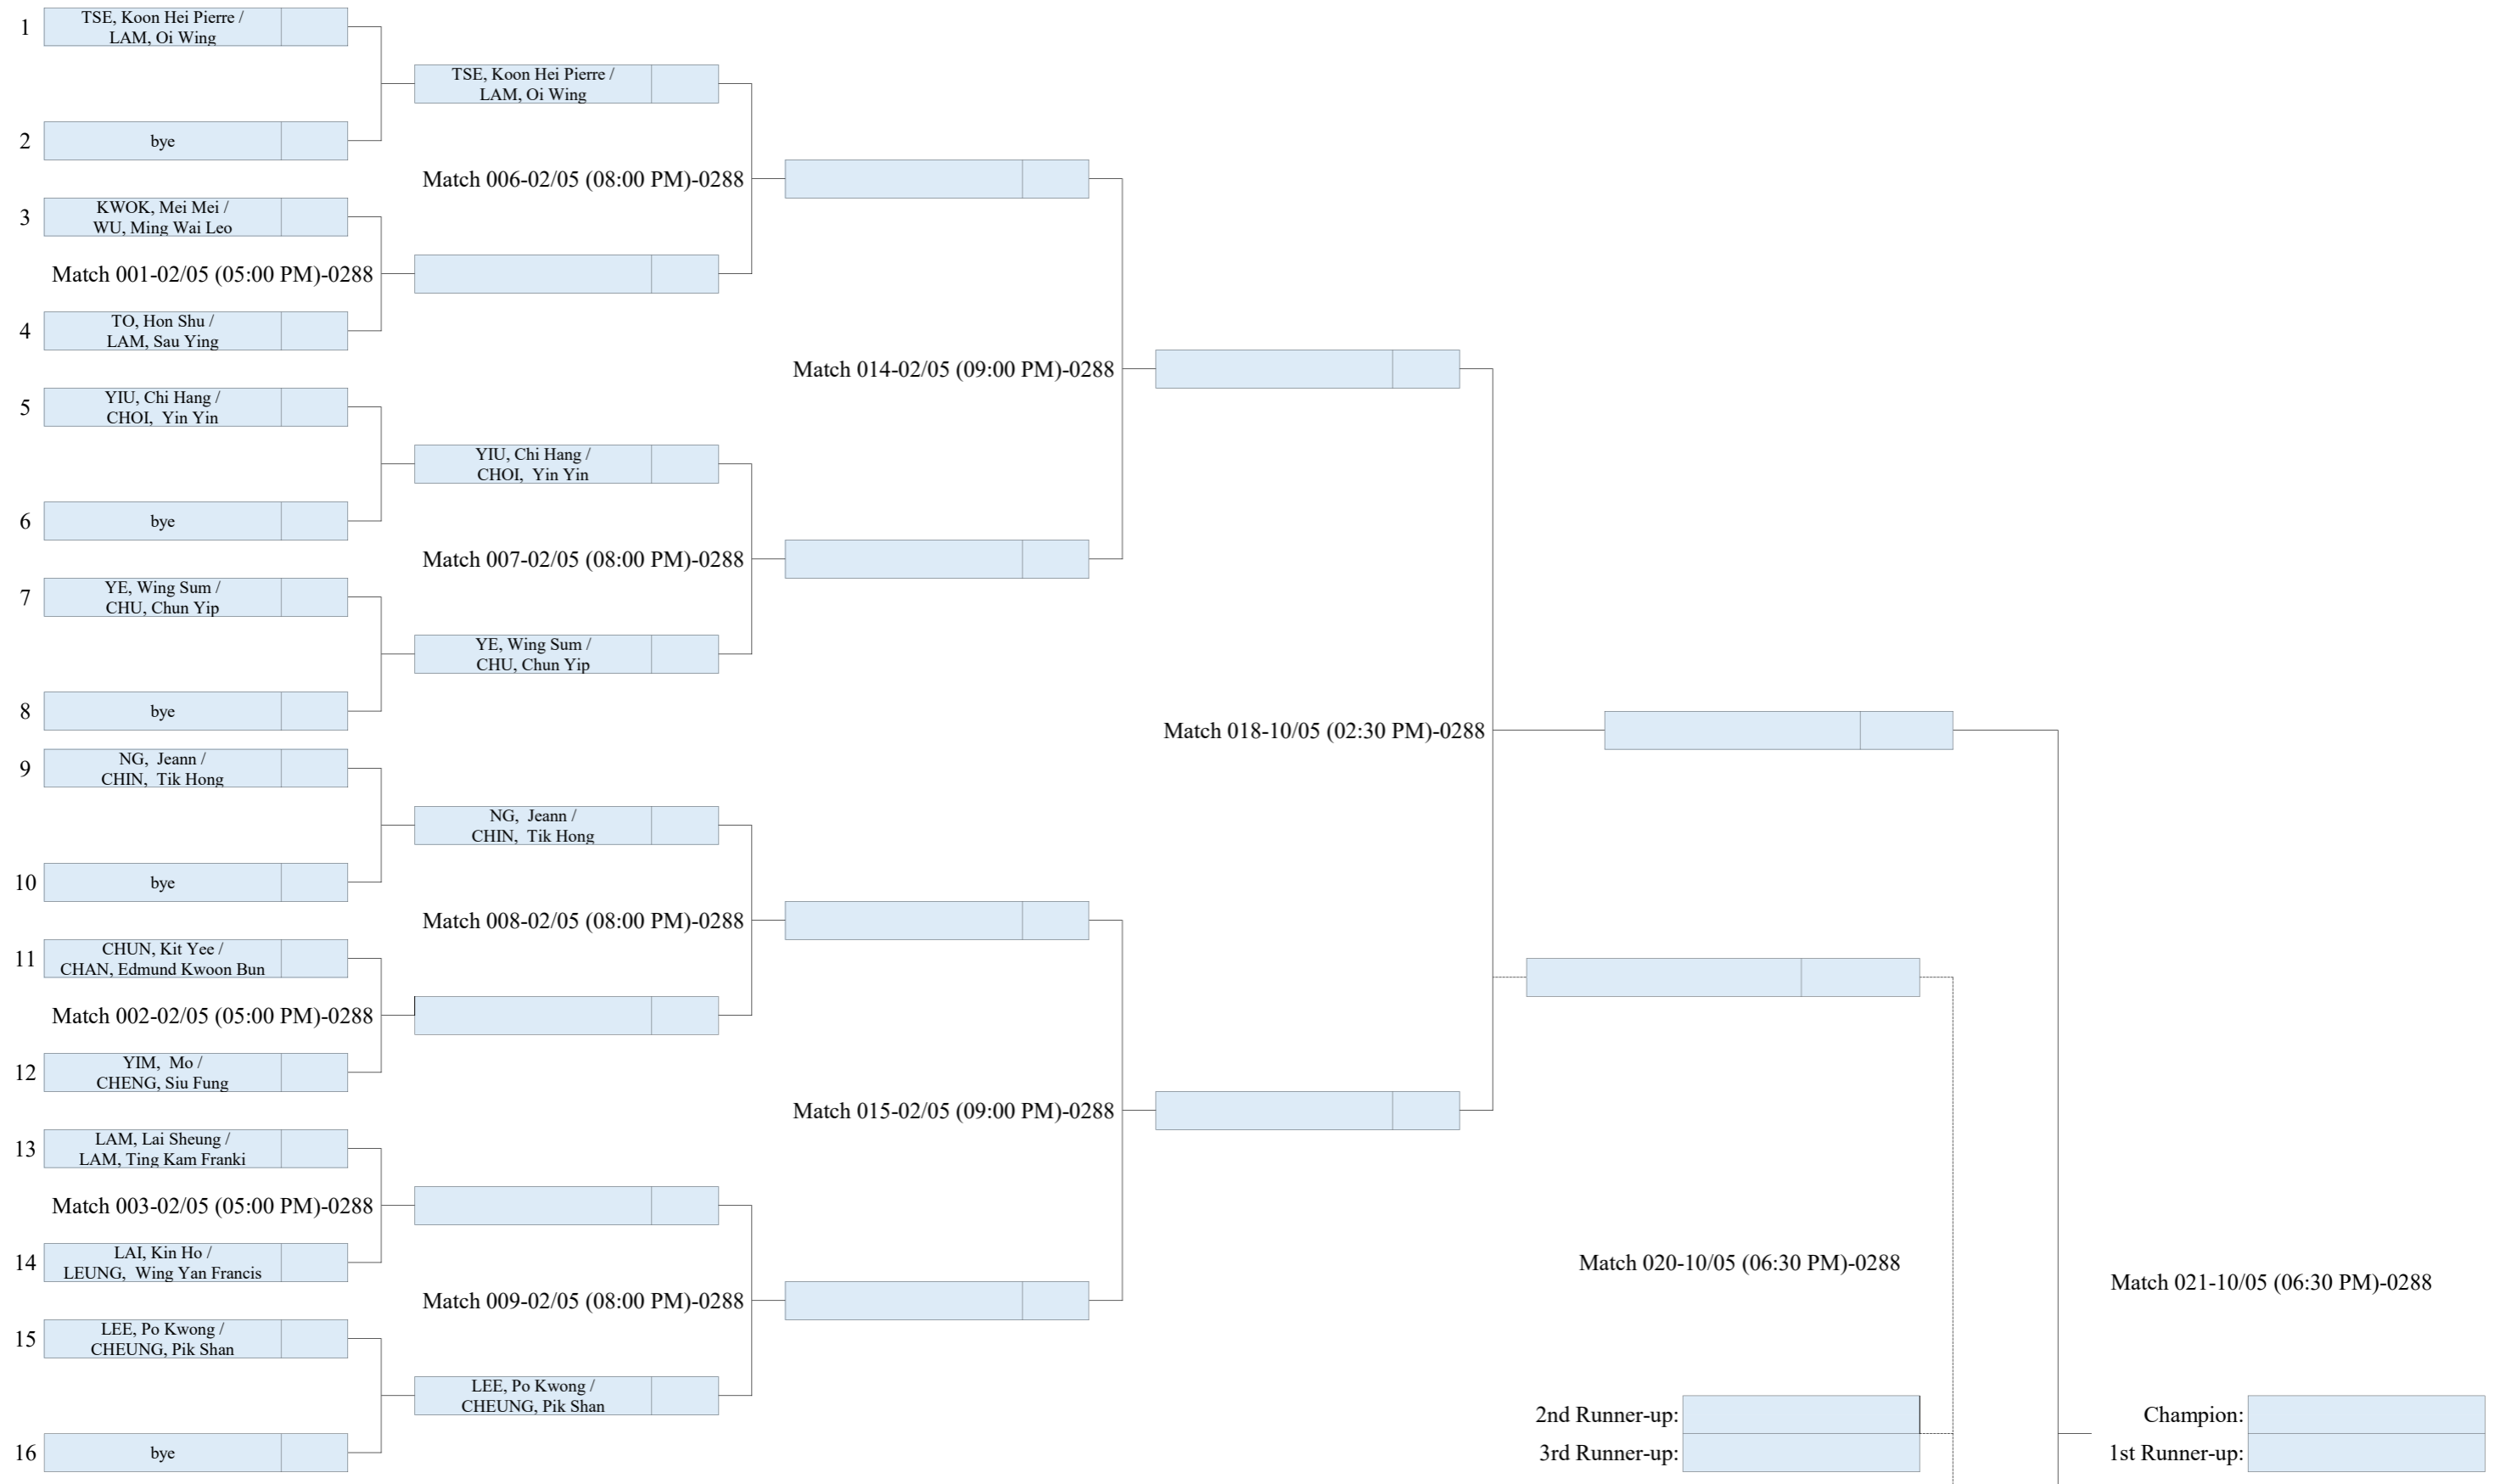 1
TSE, Koon Hei Pierre /
LAM, Oi Wing
TSE, Koon Hei Pierre /
LAM, Oi Wing
2
bye
Match 006-02/05 (08:00 PM)-0288
3
KWOK, Mei Mei /
WU, Ming Wai Leo
Match 001-02/05 (05:00 PM)-0288
4
TO, Hon Shu /
LAM, Sau Ying
Match 014-02/05 (09:00 PM)-0288
5
YIU, Chi Hang /
CHOI,  Yin Yin
YIU, Chi Hang /
CHOI,  Yin Yin
6
bye
Match 007-02/05 (08:00 PM)-0288
7
YE, Wing Sum /
CHU, Chun Yip
YE, Wing Sum /
CHU, Chun Yip
8
bye
Match 018-10/05 (02:30 PM)-0288
9
NG,  Jeann /
CHIN,  Tik Hong
NG,  Jeann /
CHIN,  Tik Hong
10
bye
Match 008-02/05 (08:00 PM)-0288
11
CHUN, Kit Yee /
CHAN, Edmund Kwoon Bun
Match 002-02/05 (05:00 PM)-0288
12
YIM,  Mo /
CHENG, Siu Fung
Match 015-02/05 (09:00 PM)-0288
13
LAM, Lai Sheung /
LAM, Ting Kam Franki
Match 003-02/05 (05:00 PM)-0288
14
LAI, Kin Ho /
LEUNG,  Wing Yan Francis
Match 020-10/05 (06:30 PM)-0288
Match 021-10/05 (06:30 PM)-0288
Match 009-02/05 (08:00 PM)-0288
15
LEE, Po Kwong /
CHEUNG, Pik Shan
LEE, Po Kwong /
CHEUNG, Pik Shan
2nd Runner-up:
Champion:
16
bye
3rd Runner-up:
1st Runner-up: